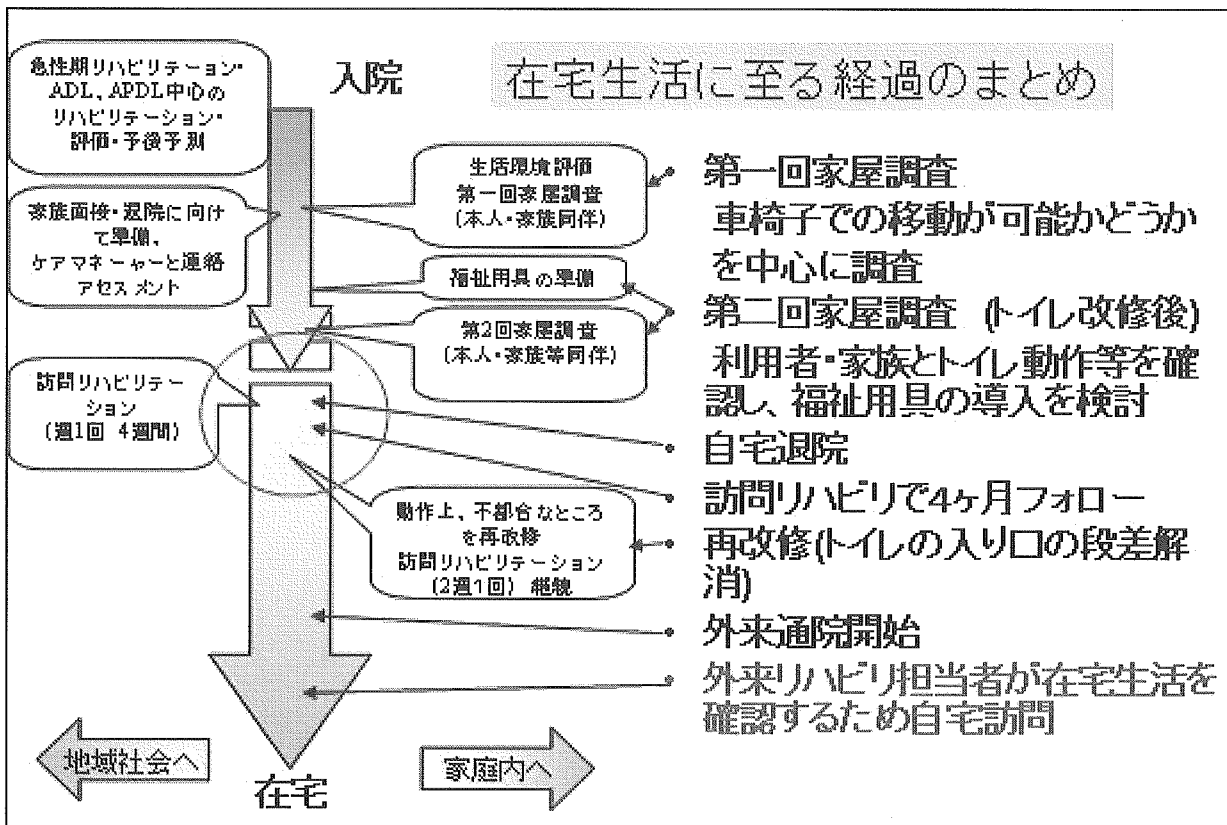 在宅生活に至る経過のまとめ
入院
急性期リハビリテーション・
ADL、APDL中心の
リハビリテーション・
評価・予後予測
家族面接・退院に向け
て準備、
ケアマネージャーと連絡
アセスメント
訪問リハビリテー
ション
(週1回 4週間)
生活環境評価
第一回家屋調査
(本人・家族同伴)
福祉用具の準備
第2回家屋調査
(本人・家族等同伴)
動作上、不都合なところ
を再改修
訪問リハビリテーション
(2週1回) 継続
• 第一回家屋調査
車椅子での移動が可能かどうか
を中心に調査
• 第二回家屋調査 (トイレ改修後)
利用者・家族とトイレ動作等を確
認し、福祉用具の導入を検討
• 自宅退院
• 訪問リハビリで4ヶ月フォロー
• 再改修(トイレの入り口の段差解
消)
• 外来通院開始
• 外来リハビリ担当者が在宅生活を
確認するため自宅訪問
地域社会へ
在宅
家庭内へ